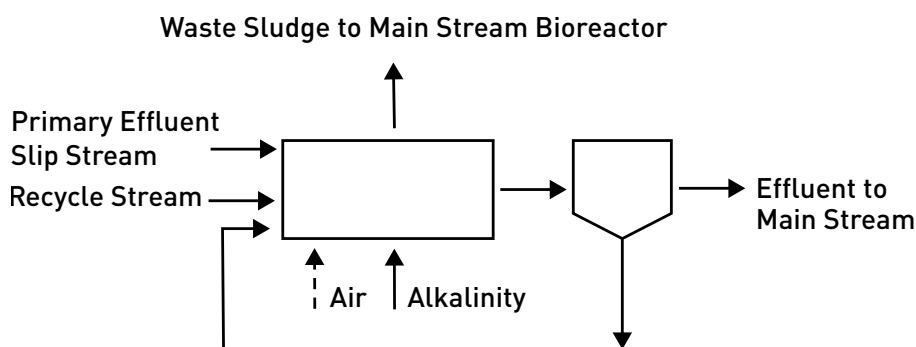 Waste Sludge to Main Stream Bioreactor
Primary Effluent
Slip Stream
Recycle Stream
Effluent to
Main Stream
Air
Alkalinity